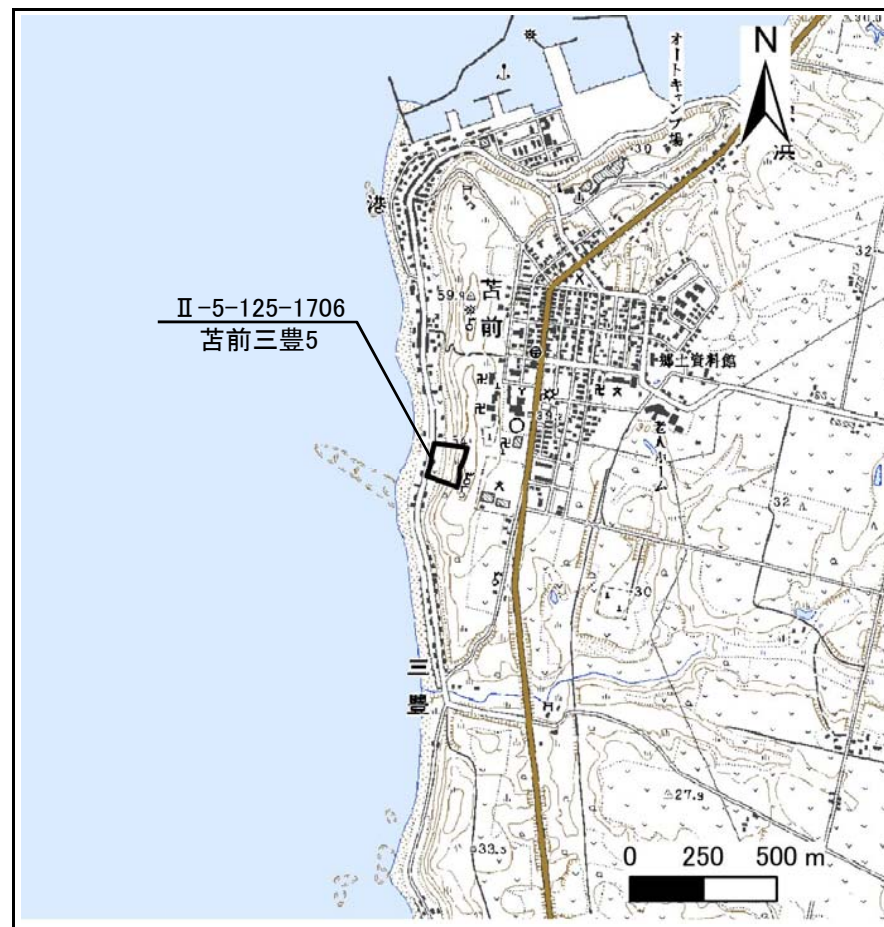 オートキャンプ場
N
浜
30
港
32
59.9
苫前
Ⅱ-5-125-1706
苫前三豊5
郷土資料館
老人ホーム
32
30
三豊
27.9
33.5
0 250 500 m